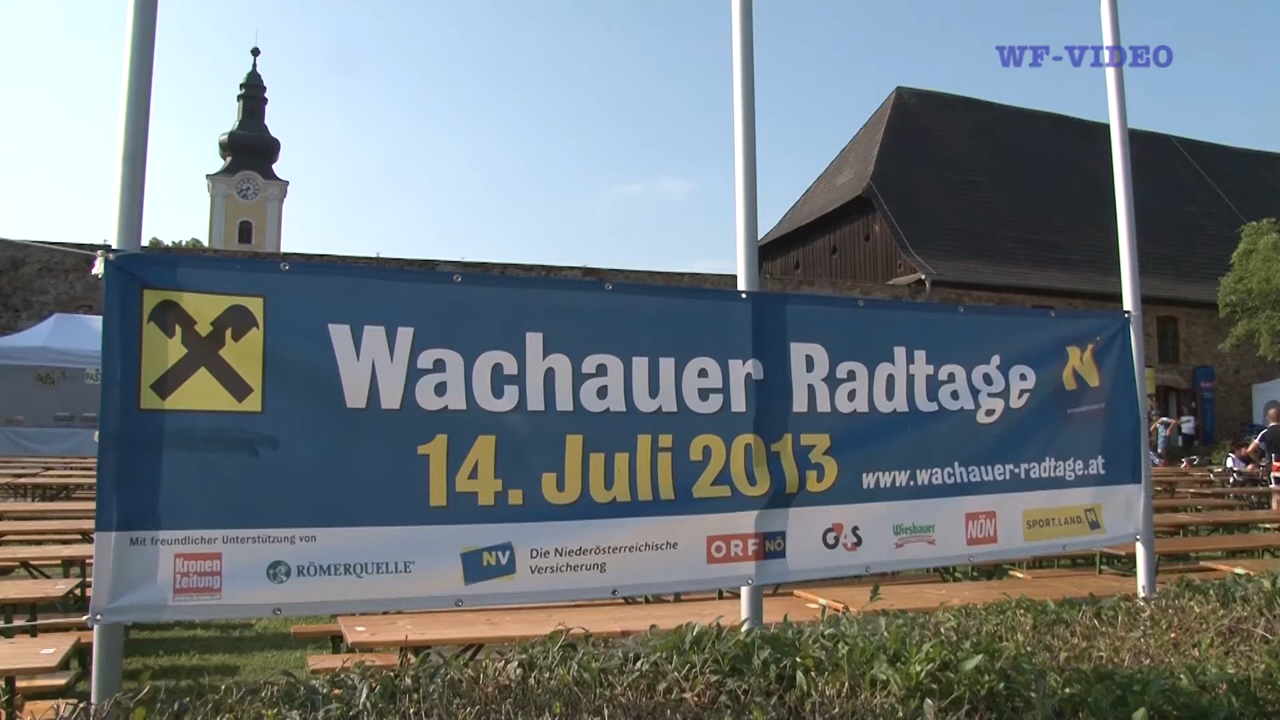 WF-VIDEO
Wachauer Radtage
14. Juli 2013
www.wachauer-radtage.at
Mit freundlicher Unterstützung von
Kronen
Zeitung
RÖMERQUELLE
NV
Die Niederösterreichische
Versicherung
ORF NÖ
G4S
Wiesbauer
NÖN
SPORT.LAND.N